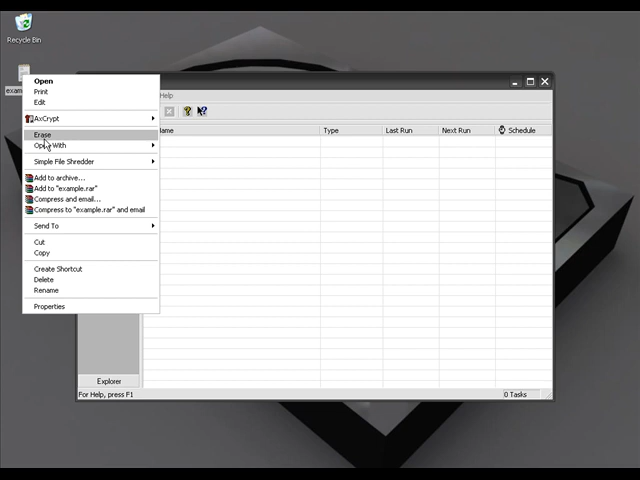 Recycle Bin
Open
Print
Edit
AxCrypt
Erase
Open With
Simple File Shredder
Add to archive...
Add to "example.rar"
Compress and email...
Compress to "example.rar" and email
Send To
Cut
Copy
Create Shortcut
Delete
Rename
Properties
Help
Type
Last Run
Next Run
Schedule
Explorer
For Help, press F1
0 Tasks